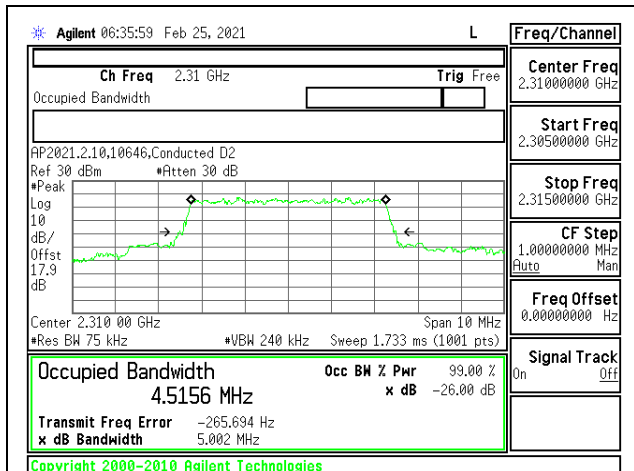 Agilent 06:35:59 Feb 25, 2021 L
Freq/Channel
Ch Freq 2.31 GHz Trig Free
Occupied Bandwidth
Center Freq
2.31000000 GHz
Start Freq
2.30500000 GHz
Stop Freq
2.31500000 GHz
CF Step
1.00000000 MHz
Auto Man
Freq Offset
0.00000000 Hz
Signal Track
On Off
AP2021.2.10,10646,Conducted D2
Ref 30 dBm #Atten 30 dB
#Peak
Log
10
dB/
Offst
17.9
dB
Center 2.310 00 GHz Span 10 MHz
#Res BW 75 kHz #VBW 240 kHz Sweep 1.733 ms (1001 pts)
Occupied Bandwidth
4.5156 MHz
Occ BW % Pwr 99.00 %
x dB -26.00 dB
Transmit Freq Error -265.694 Hz
x dB Bandwidth 5.002 MHz
Copyright 2000-2010 Agilent Technologies